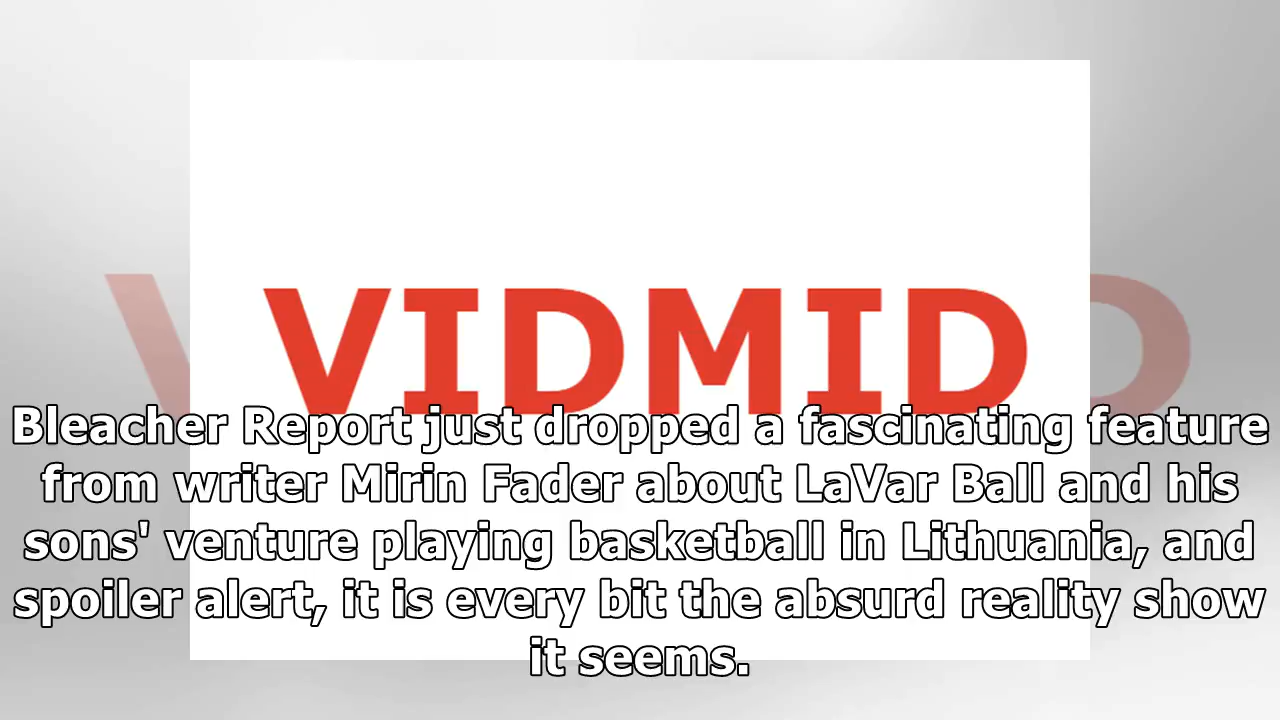 VIDMID
Bleacher Report just dropped a fascinating feature
from writer Mirin Fader about LaVar Ball and his
sons' venture playing basketball in Lithuania, and
spoiler alert, it is every bit the absurd reality show
it seems.